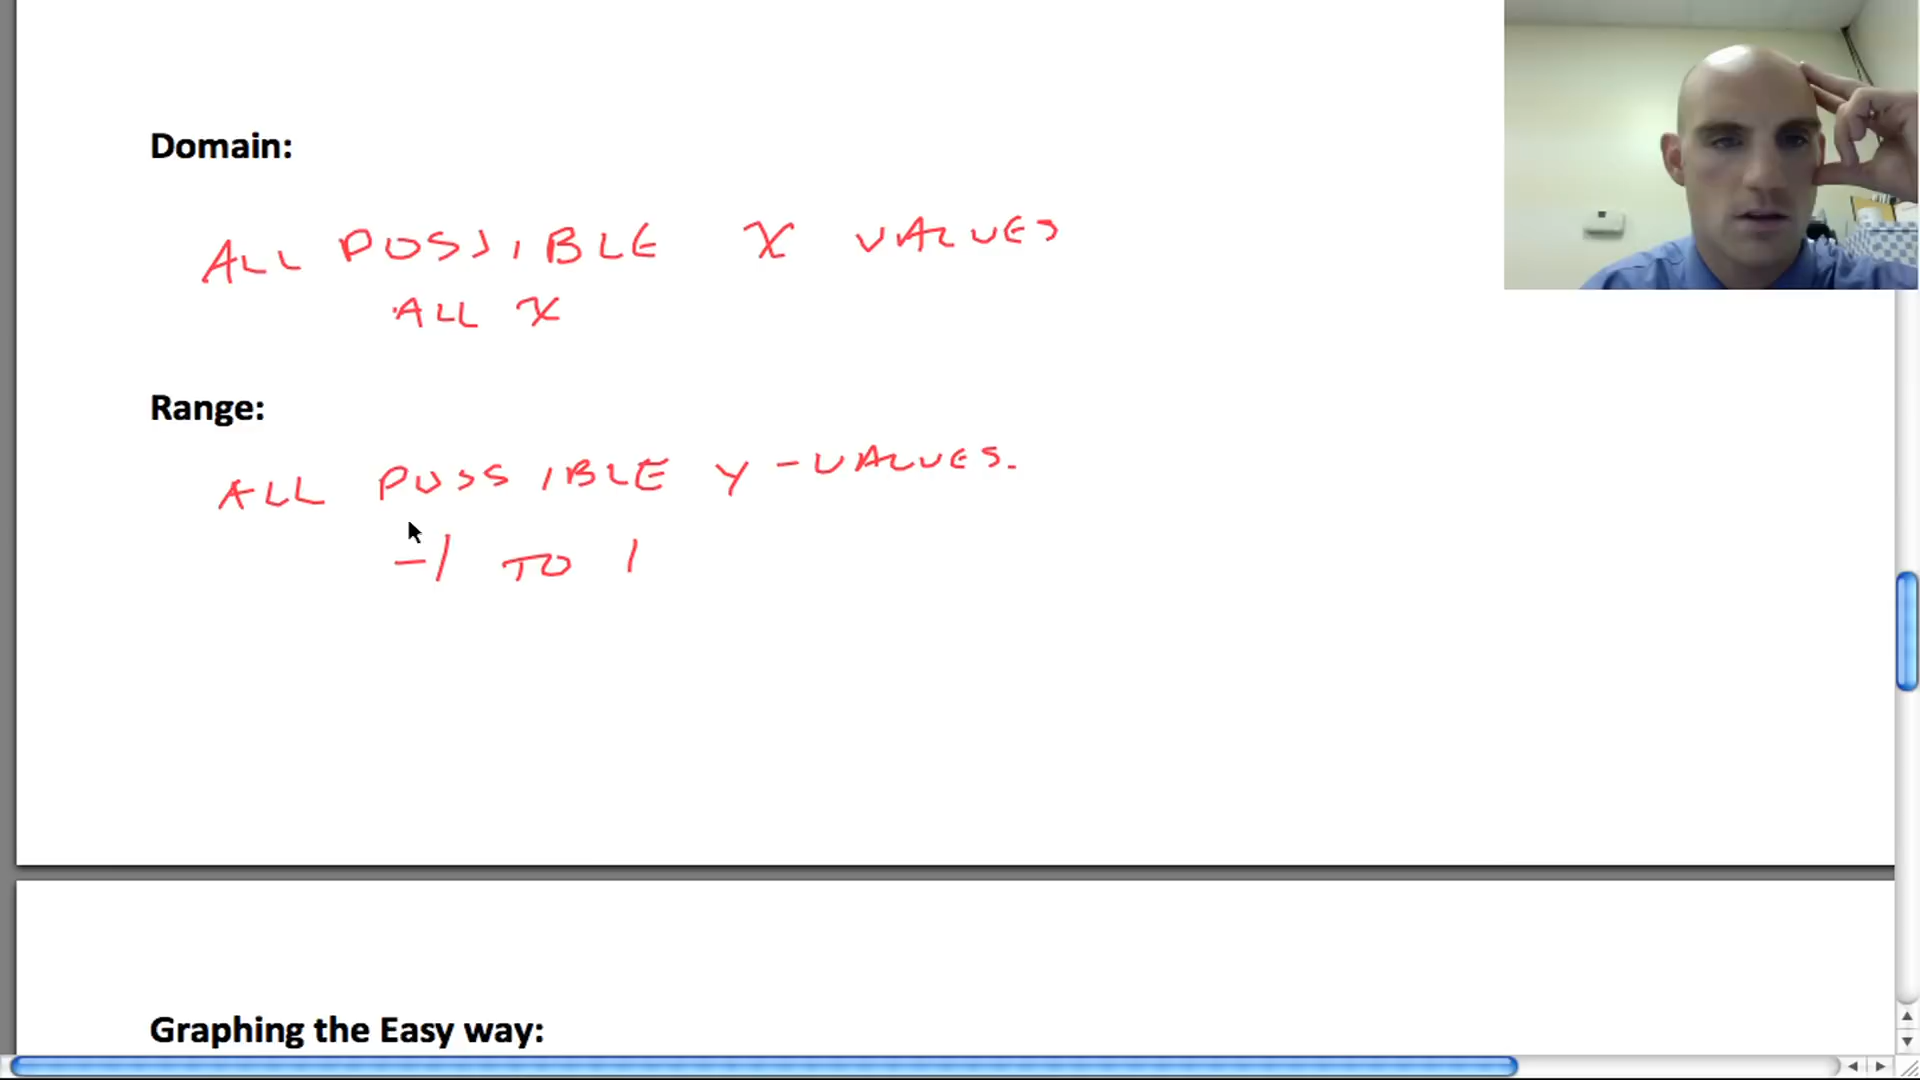 Domain:
ALL POSSIBLE X VALUES
ALL X
Range:
ALL POSSIBLE Y-VALUES.
-1 TO 1
Graphing the Easy way: